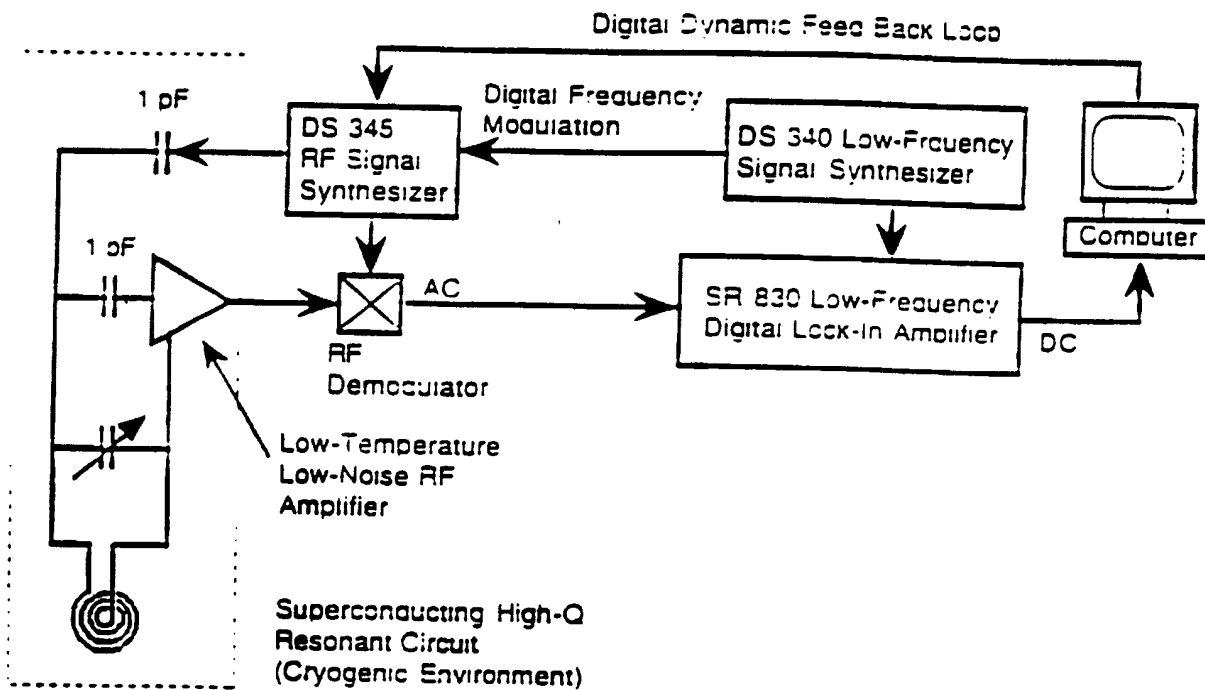 Digital Dynamic Feed Back Loop
1 pF
DS 345
RF Signal
Synthesizer
Digital Frequency
Modulation
DS 340 Low-Frauency
Signal Synthesizer
Computer
1 pF
AC
SR 830 Low-Frequency
Digital Lock-In Amplifier
DC
RF
Demodulator
Low-Temperature
Low-Noise RF
Amplifier
Superconducting High-Q
Resonant Circuit
(Cryogenic Environment)